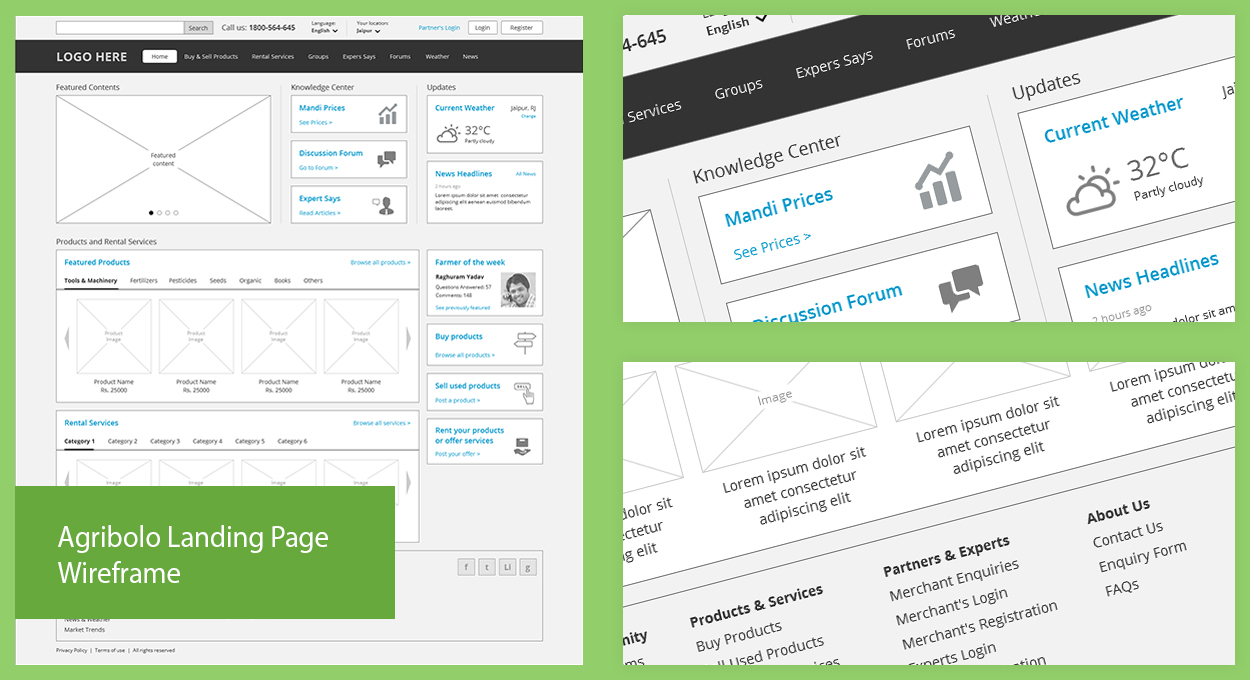 Search
Call us: 1800-564-645
Language:
English
Your location:
Jaipur
Partner's Login
Login
Register
LOGO HERE
Home
Buy & Sell Products
Rental Services
Groups
Expers Says
Forums
Weather
News
Featured Contents
Featured
content
Knowledge Center
Mandi Prices
See Prices >
Discussion Forum
Go to Forum >
Expert Says
Read Articles >
Updates
Current Weather
Jaipur, RJ
Change
32°C
Partly cloudy
News Headlines
All News
2 hours ago
Lorem ipsum dolor sit amet, consectetur
adipiscing elit aenean euismod bibendum
laoreet.
Products and Rental Services
Featured Products
Browse all products >
Tools & Machinery
Fertilizers
Pesticides
Seeds
Organic
Books
Others
Product
Image
Product
Image
Product
Image
Product
Image
Product Name
Rs. 25000
Product Name
Rs. 25000
Product Name
Rs. 25000
Product Name
Rs. 25000
Rental Services
Browse all services >
Category 1
Category 2
Category 3
Category 4
Category 5
Category 6
Image
Image
Image
Image
Farmer of the week
Raghuram Yadav
Questions Answered: 57
Comments: 148
See previously featured
Buy products
Browse all products >
Sell used products
Post a product >
SELL
Rent your products
or offer services
Post your offer >
Agribolo Landing Page
Wireframe
f
t
LI
g
News & Weather
Market Trends
Privacy Policy | Terms of use | All rights reserved
4-645
English
Weathe
Services
Groups
Expers Says
Forums
Knowledge Center
Mandi Prices
See Prices >
Discussion Forum
Updates
Current Weather
Jai
32°C
Partly cloudy
News Headlines
2 hours ago
dolor sit am
Image
dolor sit
ctetur
g elit
Lorem ipsum dolor sit
amet consectetur
adipiscing elit
Lorem ipsum dolor sit
amet consectetur
adipiscing elit
Lorem ipsum do
amet consectetu
adipiscing elit
nity
ms
Products & Services
Buy Products
ll Used Products
ices
Partners & Experts
Merchant Enquiries
Merchant's Login
Merchant's Registration
Experts Login
tion
About Us
Contact Us
Enquiry Form
FAQs